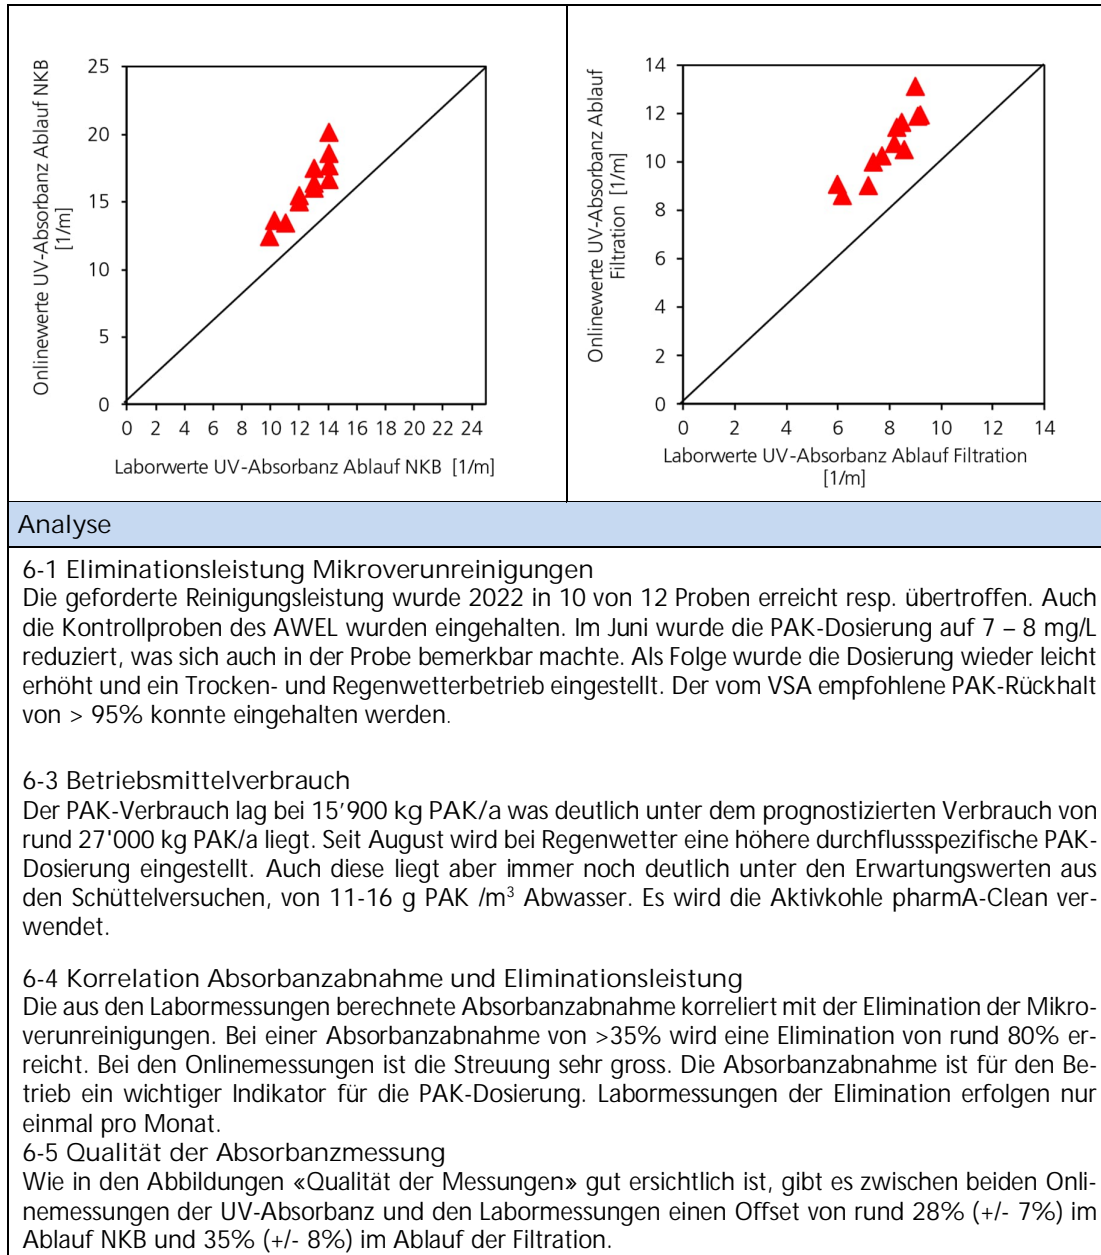 Onlinewerte UV-Absorbanz Ablauf NKB
[1/m]
25
20
15
10
5
0
0 2 4 6 8 10 12 14 16 18 20 22 24
Laborwerte UV-Absorbanz Ablauf NKB [1/m]
Onlinewerte UV-Absorbanz Ablauf
Filtration [1/m]
14
12
10
8
6
4
2
0
0 2 4 6 8 10 12 14
Laborwerte UV-Absorbanz Ablauf Filtration
[1/m]
Analyse
6-1 Eliminationsleistung Mikroverunreinigungen
Die geforderte Reinigungsleistung wurde 2022 in 10 von 12 Proben erreicht resp. übertroffen. Auch
die Kontrollproben des AWEL wurden eingehalten. Im Juni wurde die PAK-Dosierung auf 7 – 8 mg/L
reduziert, was sich auch in der Probe bemerkbar machte. Als Folge wurde die Dosierung wieder leicht
erhöht und ein Trocken- und Regenwetterbetrieb eingestellt. Der vom VSA empfohlene PAK-Rückhalt
von > 95% konnte eingehalten werden.
6-3 Betriebsmittelverbrauch
Der PAK-Verbrauch lag bei 15’900 kg PAK/a was deutlich unter dem prognostizierten Verbrauch von
rund 27'000 kg PAK/a liegt. Seit August wird bei Regenwetter eine höhere durchflussspezifische PAK-
Dosierung eingestellt. Auch diese liegt aber immer noch deutlich unter den Erwartungswerten aus
den Schüttelversuchen, von 11-16 g PAK /m³ Abwasser. Es wird die Aktivkohle pharmA-Clean ver-
wendet.
6-4 Korrelation Absorbanzabnahme und Eliminationsleistung
Die aus den Labormessungen berechnete Absorbanzabnahme korreliert mit der Elimination der Mikro-
verunreinigungen. Bei einer Absorbanzabnahme von >35% wird eine Elimination von rund 80% er-
reicht. Bei den Onlinemessungen ist die Streuung sehr gross. Die Absorbanzabnahme ist für den Be-
trieb ein wichtiger Indikator für die PAK-Dosierung. Labormessungen der Elimination erfolgen nur
einmal pro Monat.
6-5 Qualität der Absorbanzmessung
Wie in den Abbildungen «Qualität der Messungen» gut ersichtlich ist, gibt es zwischen beiden Onli-
nemessungen der UV-Absorbanz und den Labormessungen einen Offset von rund 28% (+/- 7%) im
Ablauf NKB und 35% (+/- 8%) im Ablauf der Filtration.